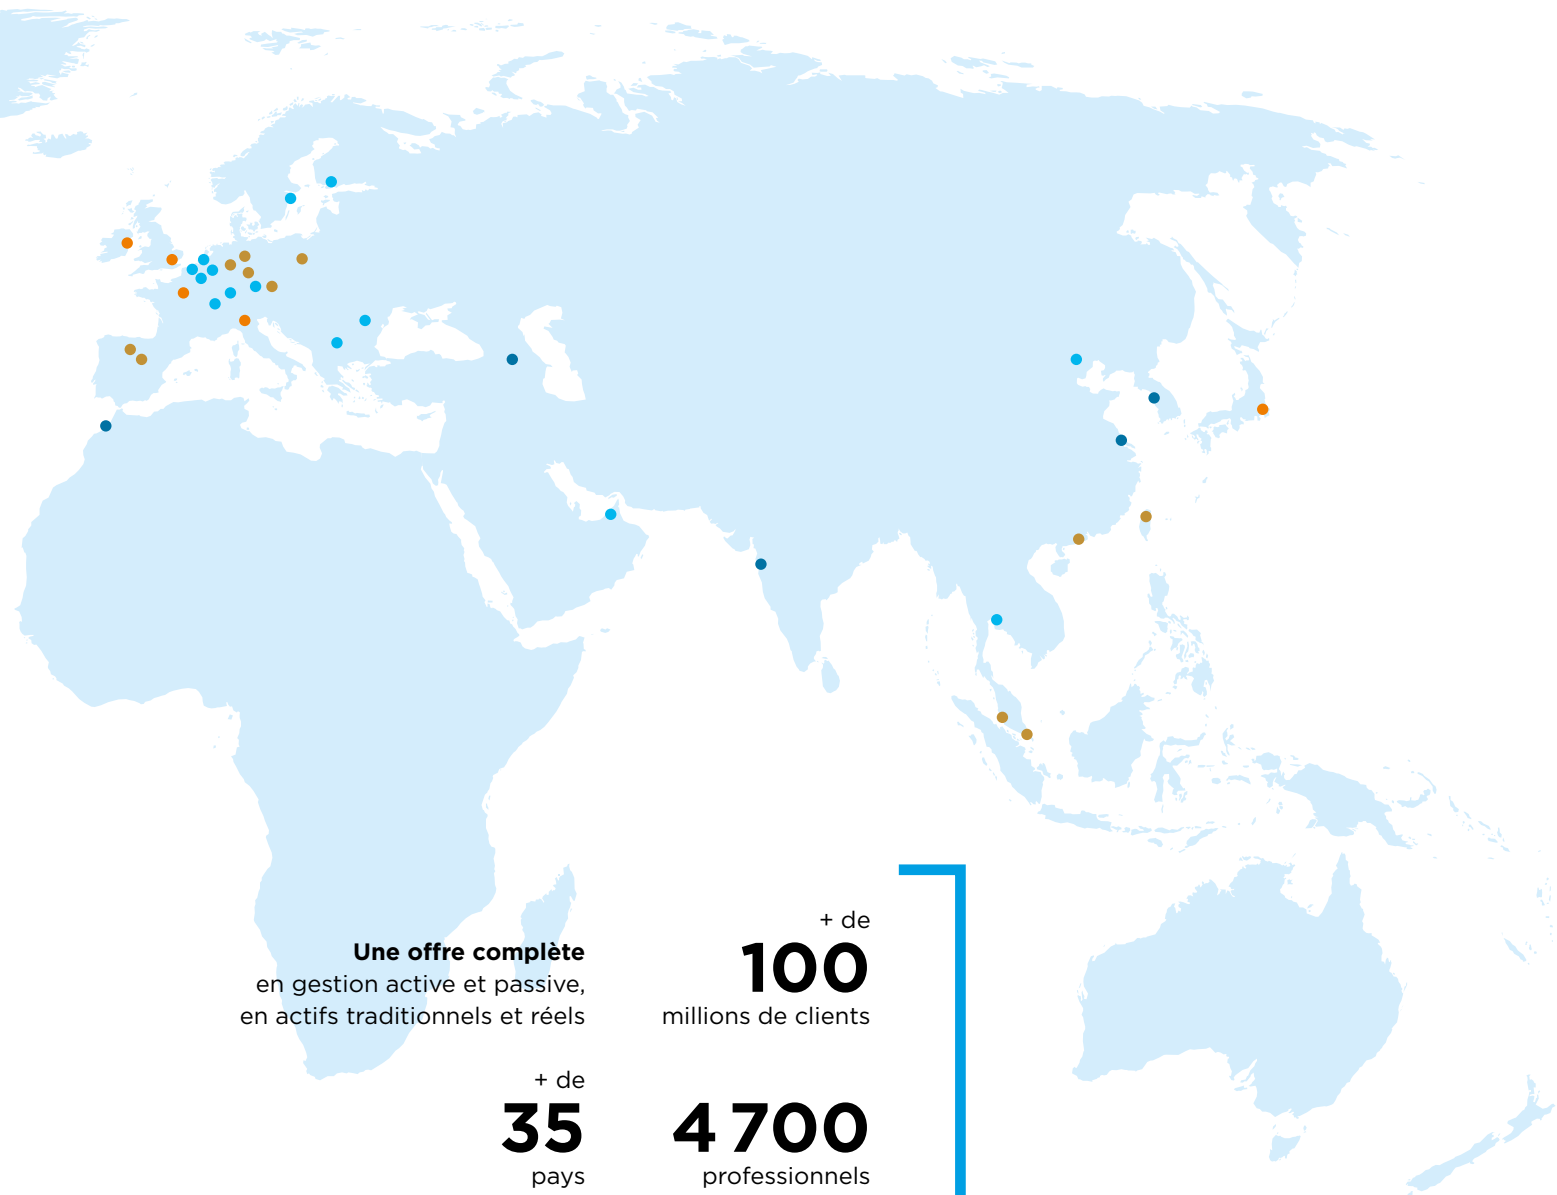 Une offre complète
en gestion active et passive,
en actifs traditionnels et réels
+ de
100
millions de clients
+ de
35
pays
4 700
professionnels